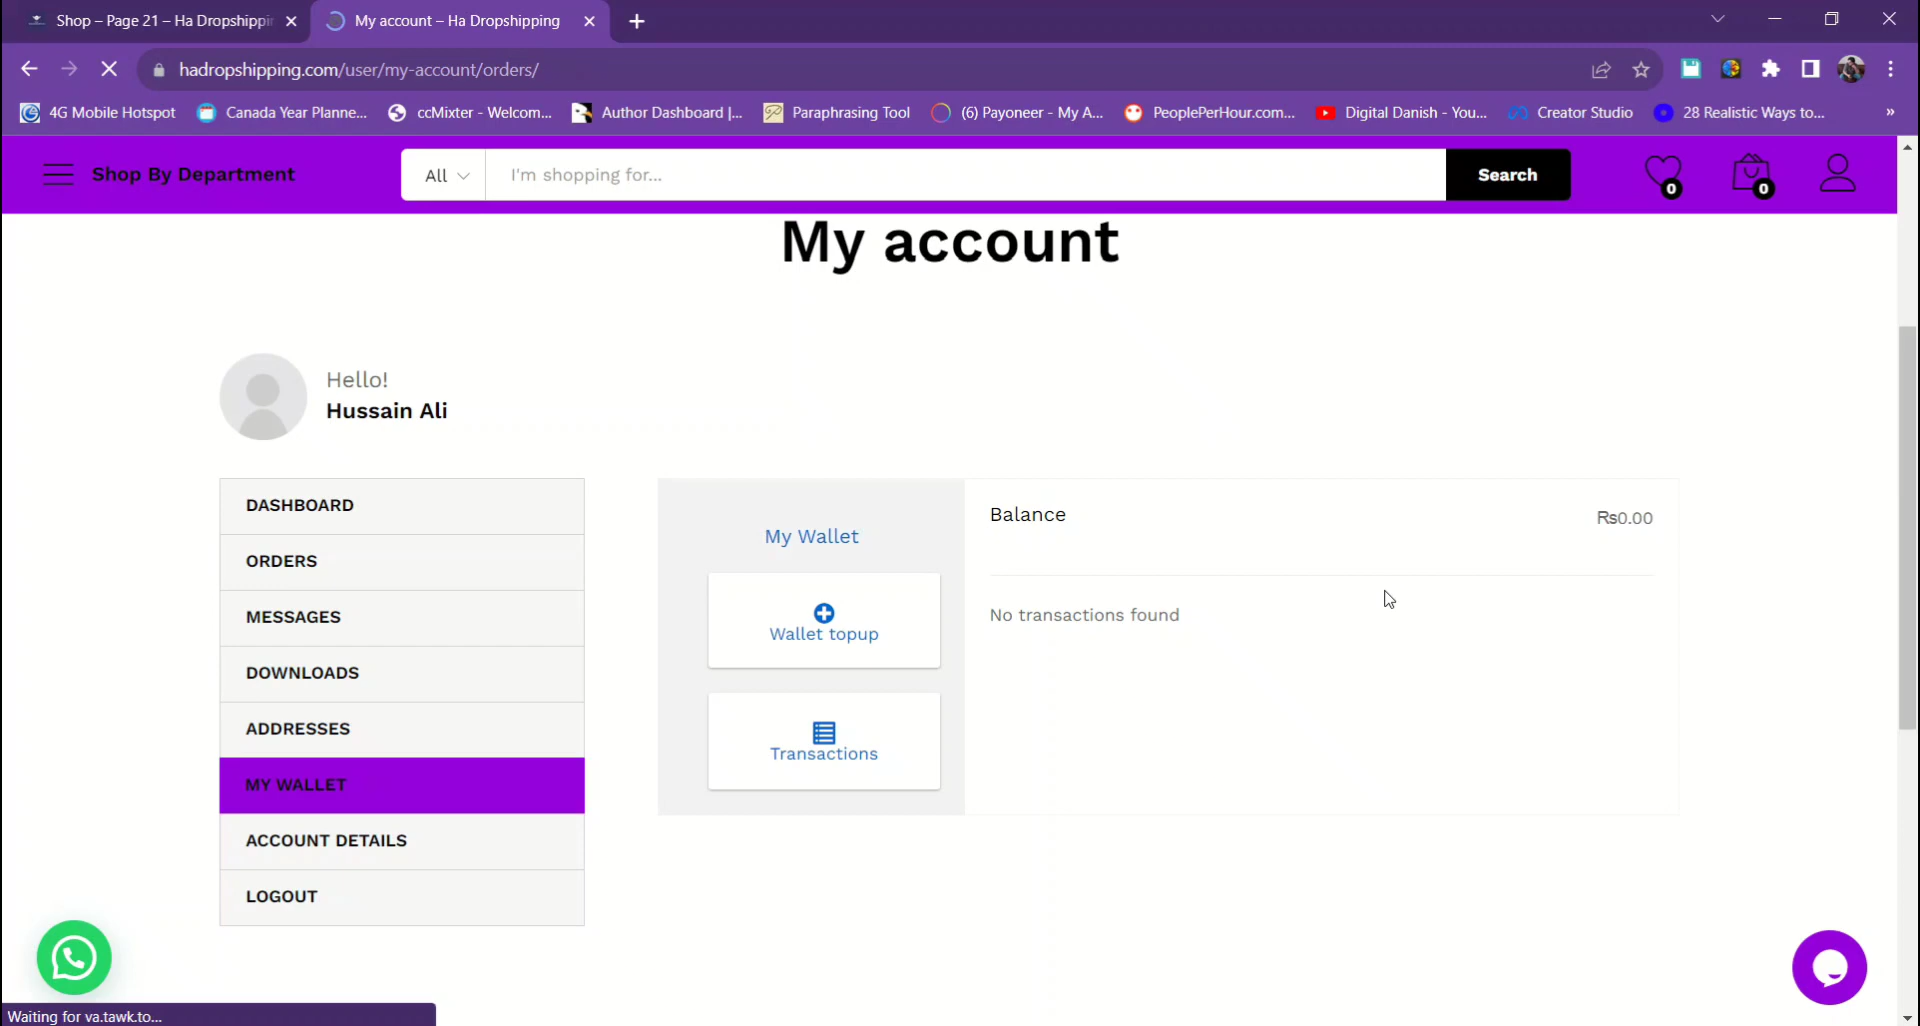 Shop – Page 21 – Ha Dropshippin
My account – Ha Dropshipping
hadropshipping.com/user/my-account/orders/
4G Mobile Hotspot
Canada Year Planne...
ccMixter - Welcom...
Author Dashboard |...
Paraphrasing Tool
(6) Payoneer - My A...
PeoplePerHour.com...
Digital Danish - You...
Creator Studio
28 Realistic Ways to...
»
Shop By Department
All
I'm shopping for...
Search
0
0
My account
Hello!
Hussain Ali
DASHBOARD
ORDERS
MESSAGES
DOWNLOADS
ADDRESSES
MY WALLET
ACCOUNT DETAILS
LOGOUT
My Wallet
Wallet topup
Transactions
Balance
₨0.00
No transactions found
Waiting for va.tawk.to...